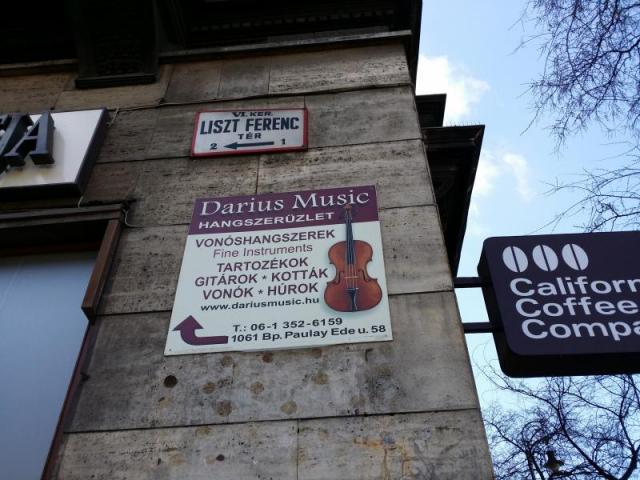 VI. KER.
LISZT FERENC
TÉR
2 ← 1
Darius Music
HANGSZERÜZLET
VONÓSHANGSZEREK
Fine Instruments
TARTOZÉKOK
GITÁROK * KOTTÁK
VONÓK * HÚROK
www.dariusmusic.hu
T.: 06-1 352-6159
1061 Bp. Paulay Ede u. 58
Californ
Coffee
Compa